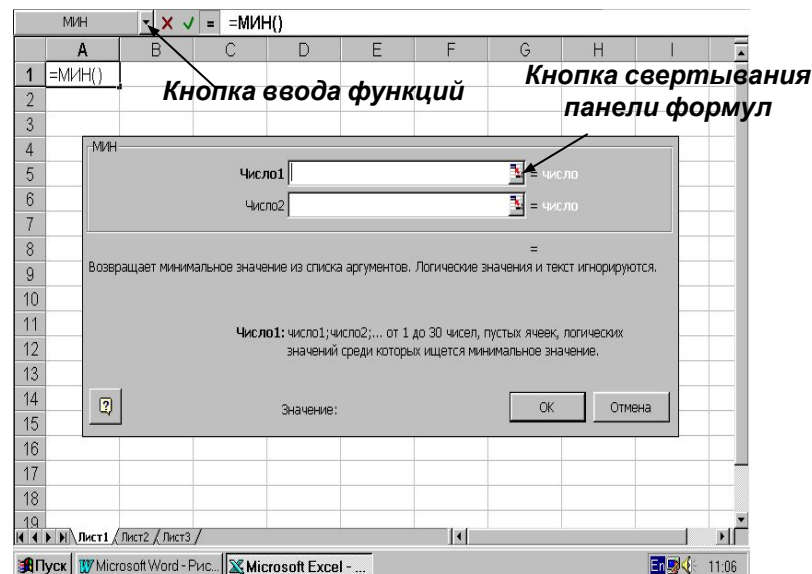 МИН = =МИН()
A B C D E F G H I
1 =МИН()
Кнопка ввода функций
Кнопка свертывания
панели формул
2
3
4
МИН
5
Число1 = число
6
Число2 = число
7
8
=
9
Возвращает минимальное значение из списка аргументов. Логические значения и текст игнорируются.
10
11
Число1: число1;число2;... от 1 до 30 чисел, пустых ячеек, логических
12
значений среди которых ищется минимальное значение.
13
14
? Значение: OK Отмена
15
16
17
18
19
Лист1 Лист2 Лист3
Пуск Microsoft Word - Рис... Microsoft Excel - ... En 11:06